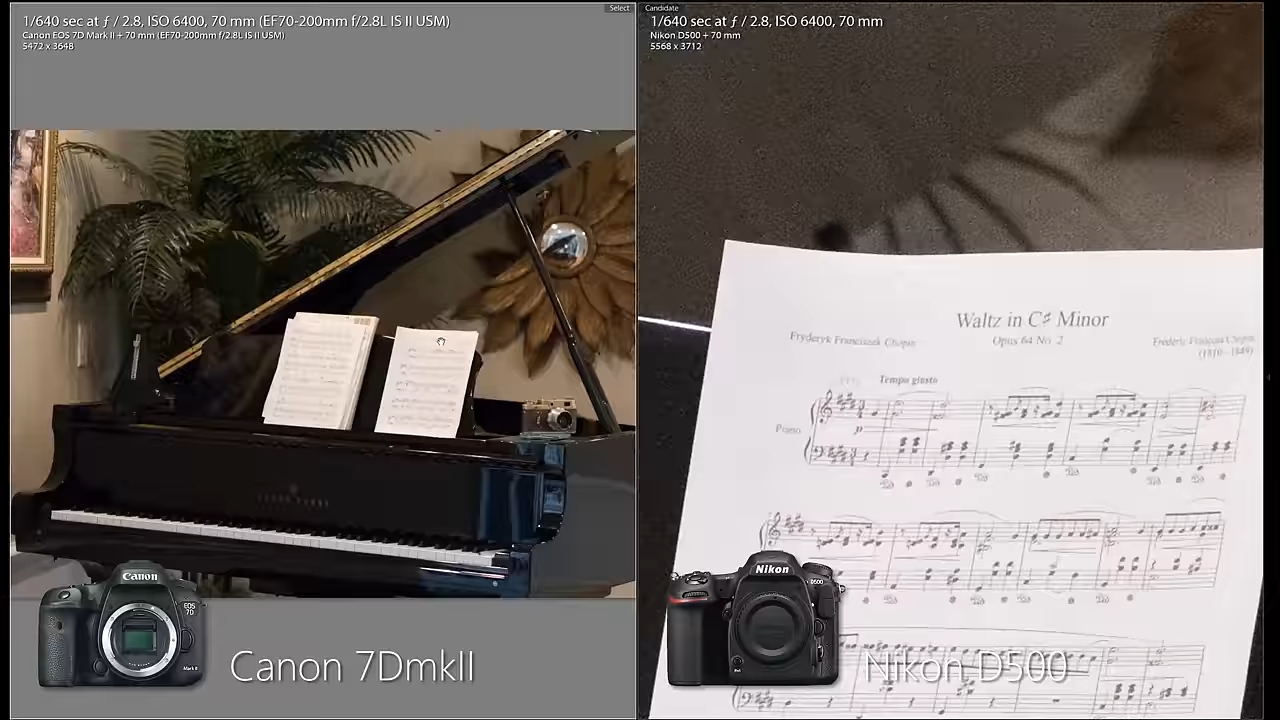 Select
1/640 sec at ƒ / 2.8, ISO 6400, 70 mm (EF70-200mm f/2.8L IS II USM)
Canon EOS 7D Mark II + 70 mm (EF70-200mm f/2.8L IS II USM)
5472 x 3648
Canon
EOS
7D
Mark II
Canon 7DmkII
Candidate
1/640 sec at ƒ / 2.8, ISO 6400, 70 mm
Nikon D500 + 70 mm
5568 x 3712
Waltz in C♯ Minor
Fryderyk Franciszek Chopin
Opus 64 No. 2
Frédéric François Chopin
(1810 - 1849)
Tempo giusto
Piano
p
Nikon
D500
Nikon D500